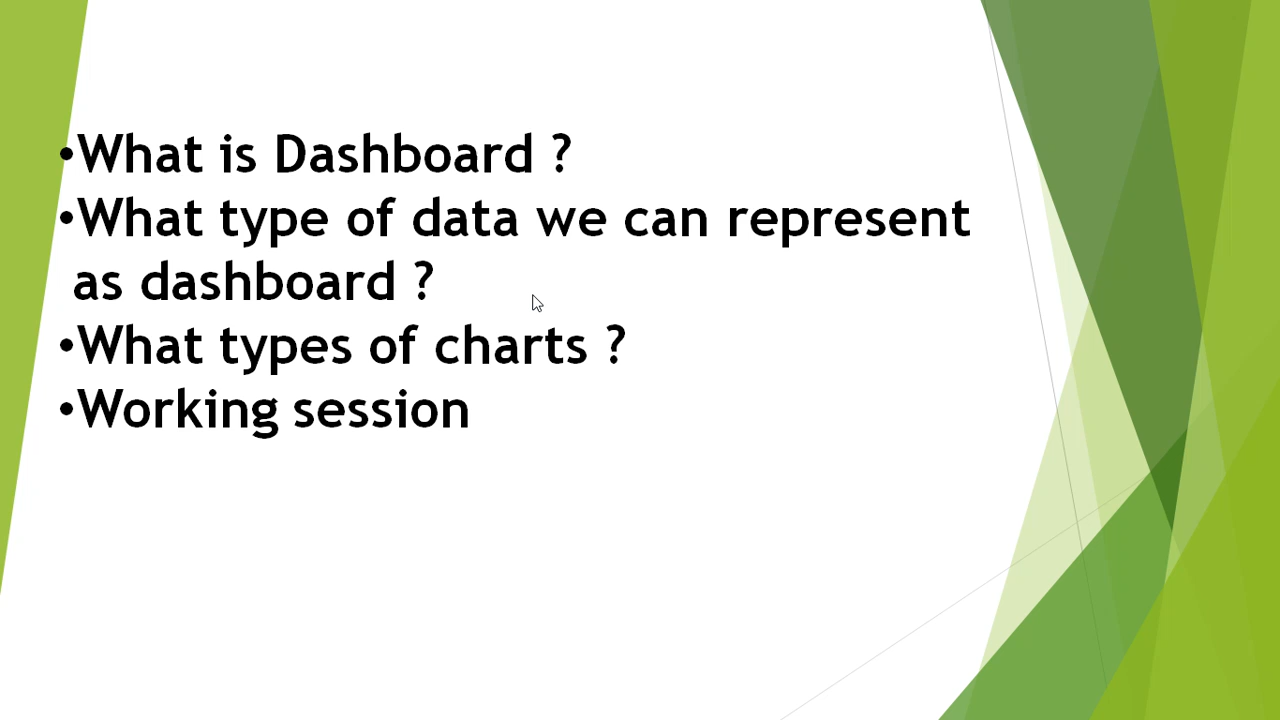 •What is Dashboard ?
•What type of data we can represent
as dashboard ?
•What types of charts ?
•Working session